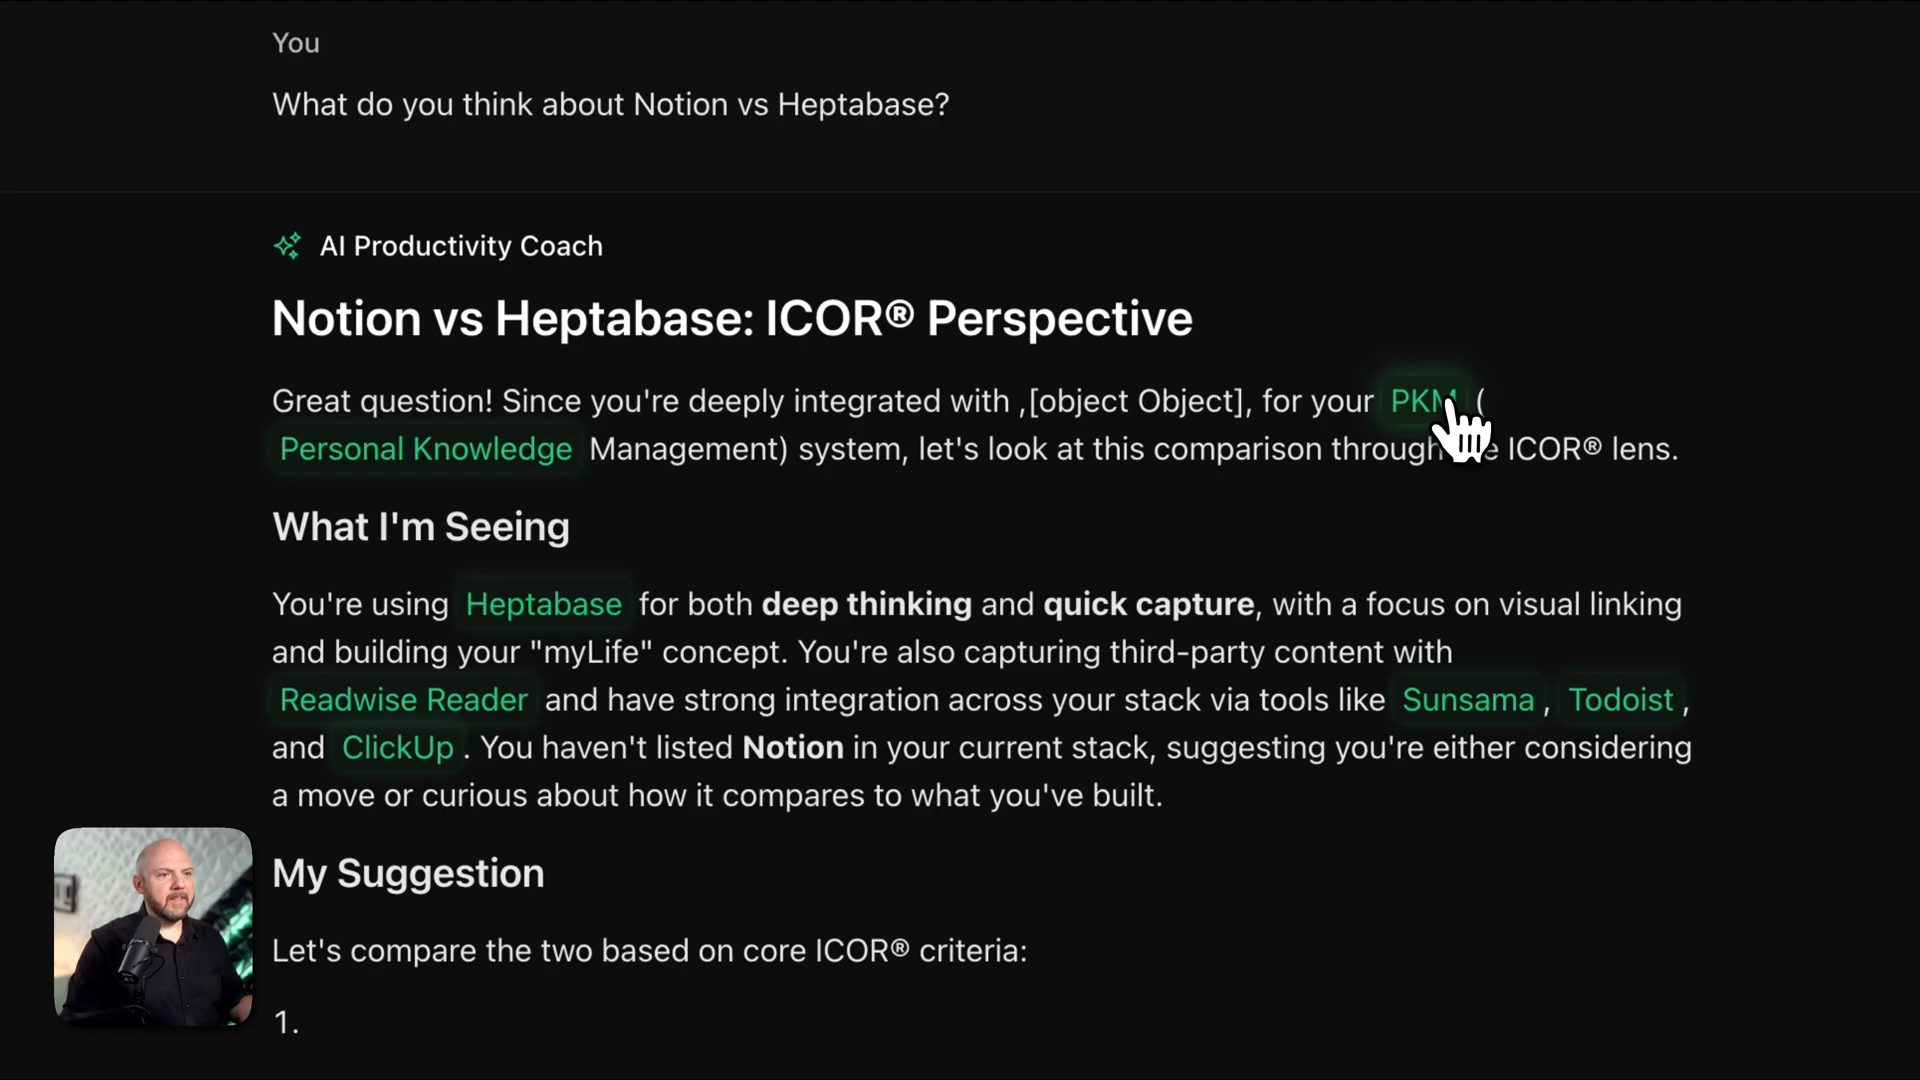 You
What do you think about Notion vs Heptabase?
AI Productivity Coach
Notion vs Heptabase: ICOR® Perspective
Great question! Since you're deeply integrated with ,[object Object], for your PKM (
Personal Knowledge Management) system, let's look at this comparison through ICOR® lens.
What I'm Seeing
You're using Heptabase for both deep thinking and quick capture, with a focus on visual linking
and building your "myLife" concept. You're also capturing third-party content with
Readwise Reader and have strong integration across your stack via tools like Sunsama , Todoist ,
and ClickUp . You haven't listed Notion in your current stack, suggesting you're either considering
a move or curious about how it compares to what you've built.
My Suggestion
Let's compare the two based on core ICOR® criteria:
1.